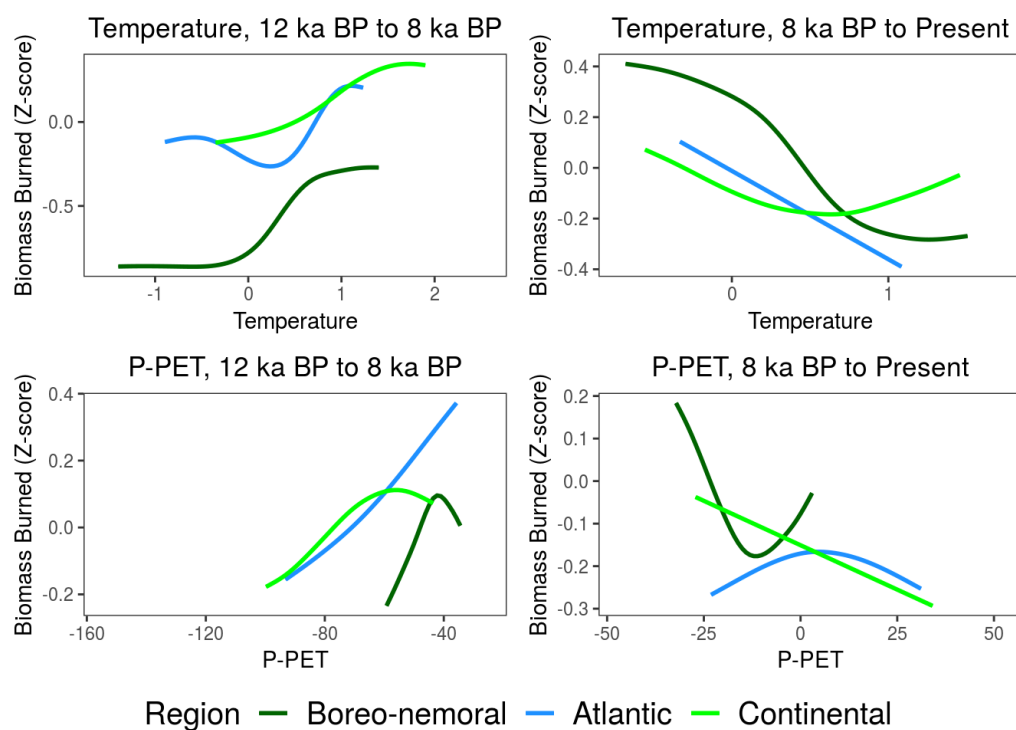 Temperature, 12 ka BP to 8 ka BP
Biomass Burned (Z-score)
0.0
-0.5
-1
0
1
2
Temperature
Temperature, 8 ka BP to Present
Biomass Burned (Z-score)
0.4
0.2
0.0
-0.2
-0.4
0
1
Temperature
P-PET, 12 ka BP to 8 ka BP
Biomass Burned (Z-score)
0.4
0.2
0.0
-0.2
-160
-120
-80
-40
P-PET
P-PET, 8 ka BP to Present
Biomass Burned (Z-score)
0.2
0.1
0.0
-0.1
-0.2
-0.3
-50
-25
0
25
50
P-PET
Region Boreo-nemoral Atlantic Continental